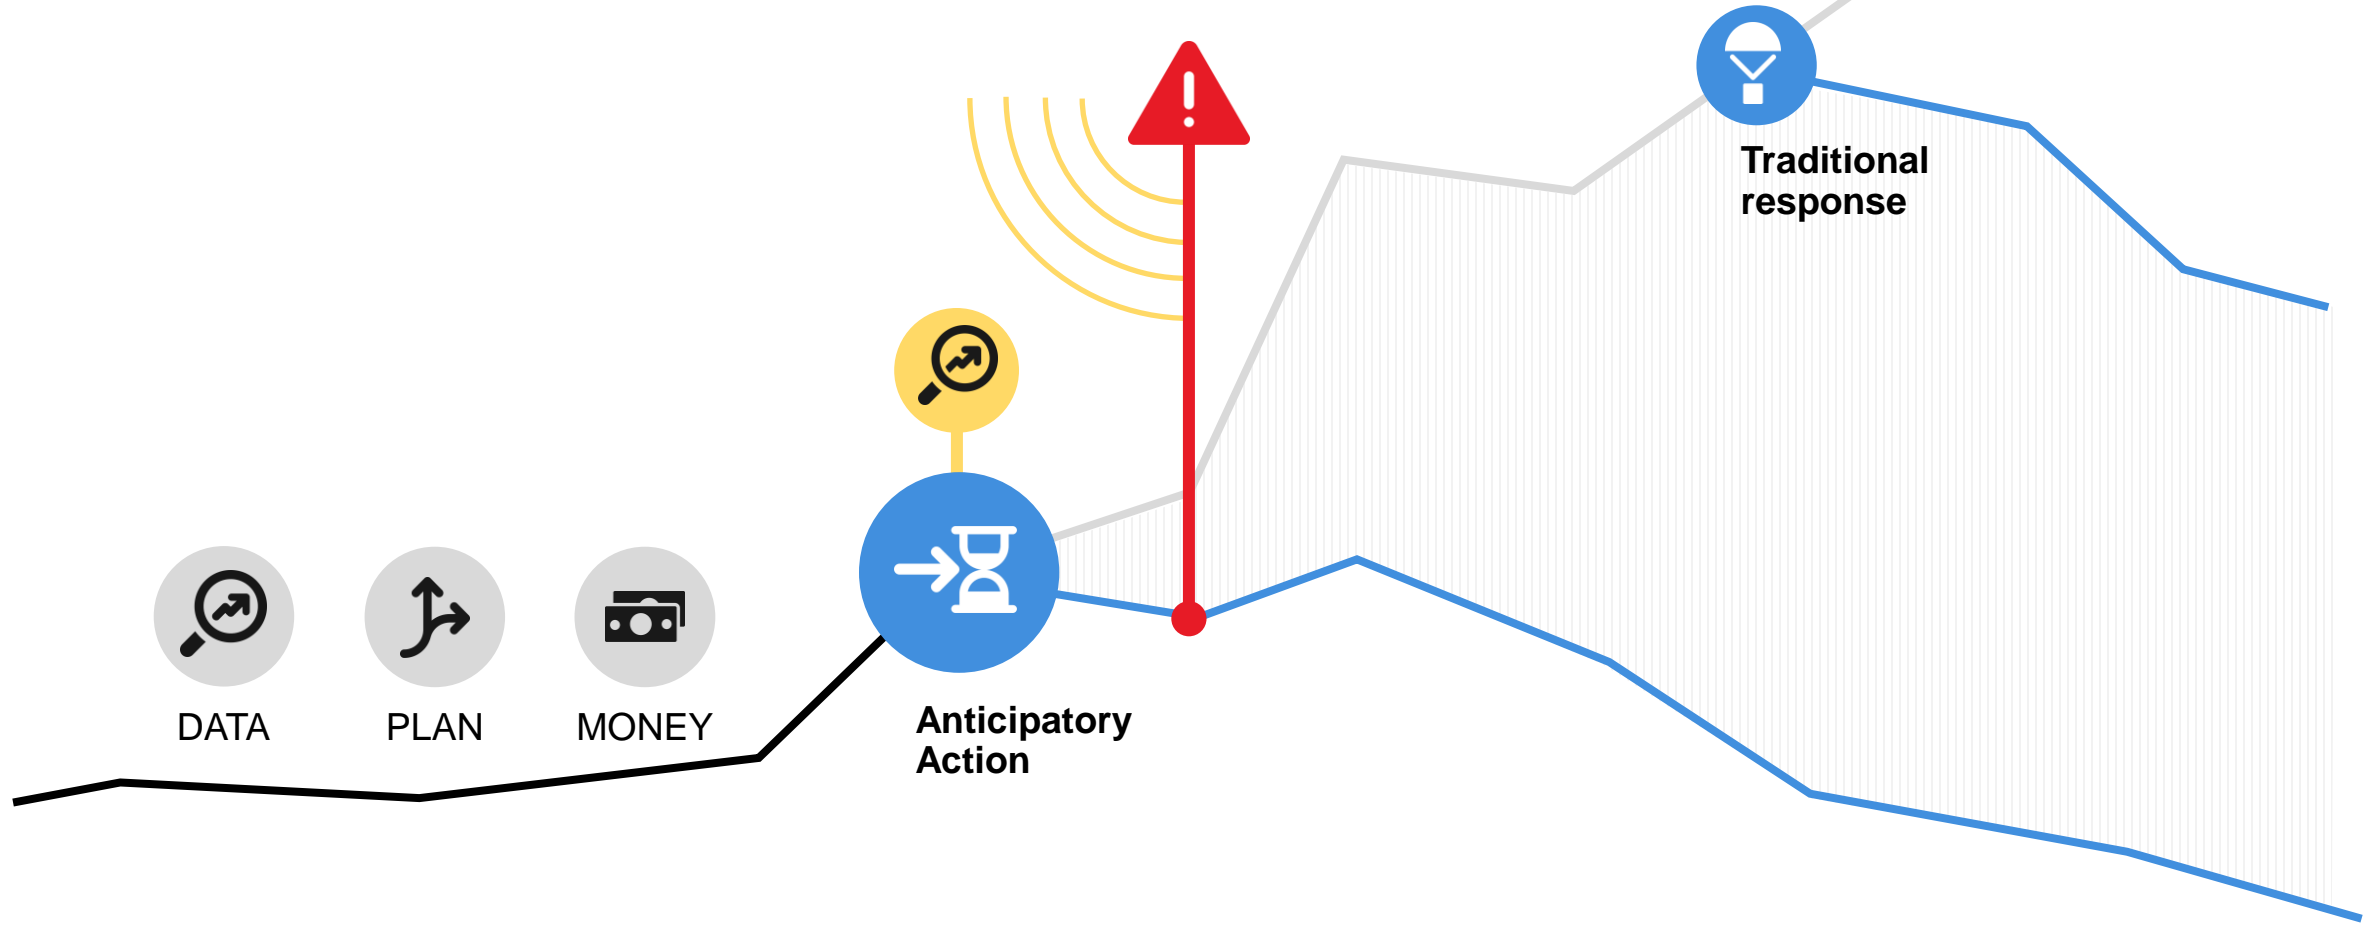 Traditional
response
DATA
PLAN
MONEY
Anticipatory
Action